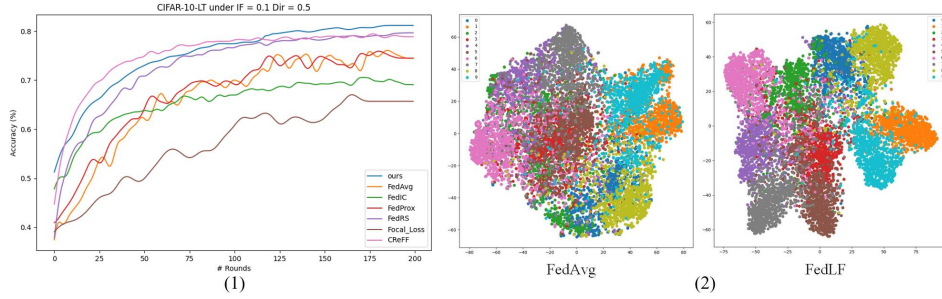 CIFAR-10-LT under IF = 0.1 Dir = 0.5
0.8
0.7
0.6
0.5
0.4
Accuracy (%)
ours
FedAvg
FedIC
FedProx
FedRS
Focal_Loss
CReFF
0 25 50 75 100 125 150 175 200
# Rounds
(1)
0
1
2
3
4
5
6
7
8
9
60
40
20
0
−20
−40
−60
−80 −60 −40 −20 0 20 40 60 80
FedAvg
60
40
20
0
−20
−40
−60
−75 −50 −25 0 25 50 75
FedLF
(2)